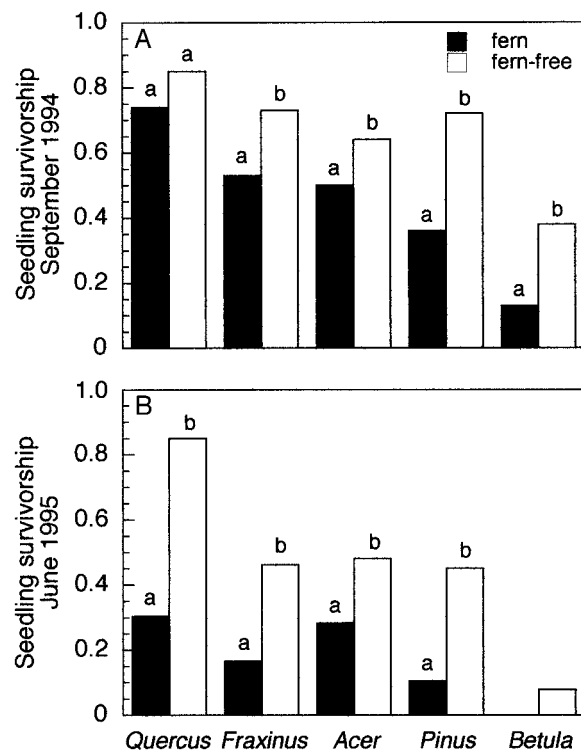 A
fern
fern-free
Seedling survivorship
September 1994
1.0
0.8
0.6
0.4
0.2
0
a a
a b
a b
a b
a b
B
Seedling survivorship
June 1995
1.0
0.8
0.6
0.4
0.2
0
a b
a b
a b
a b
Quercus Fraxinus Acer Pinus Betula